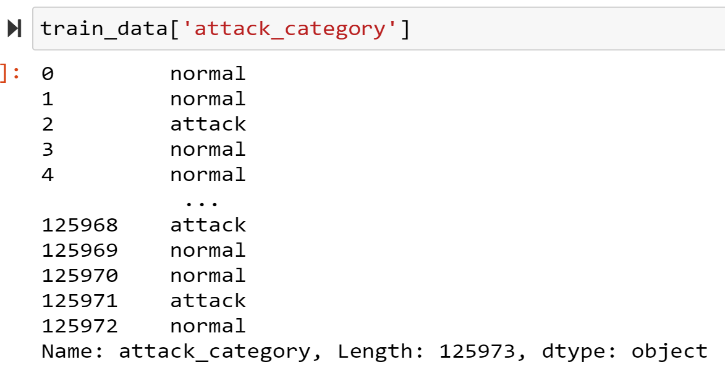 train_data['attack_category']
]:
0 normal
1 normal
2 attack
3 normal
4 normal
...
125968 attack
125969 normal
125970 normal
125971 attack
125972 normal
Name: attack_category, Length: 125973, dtype: object